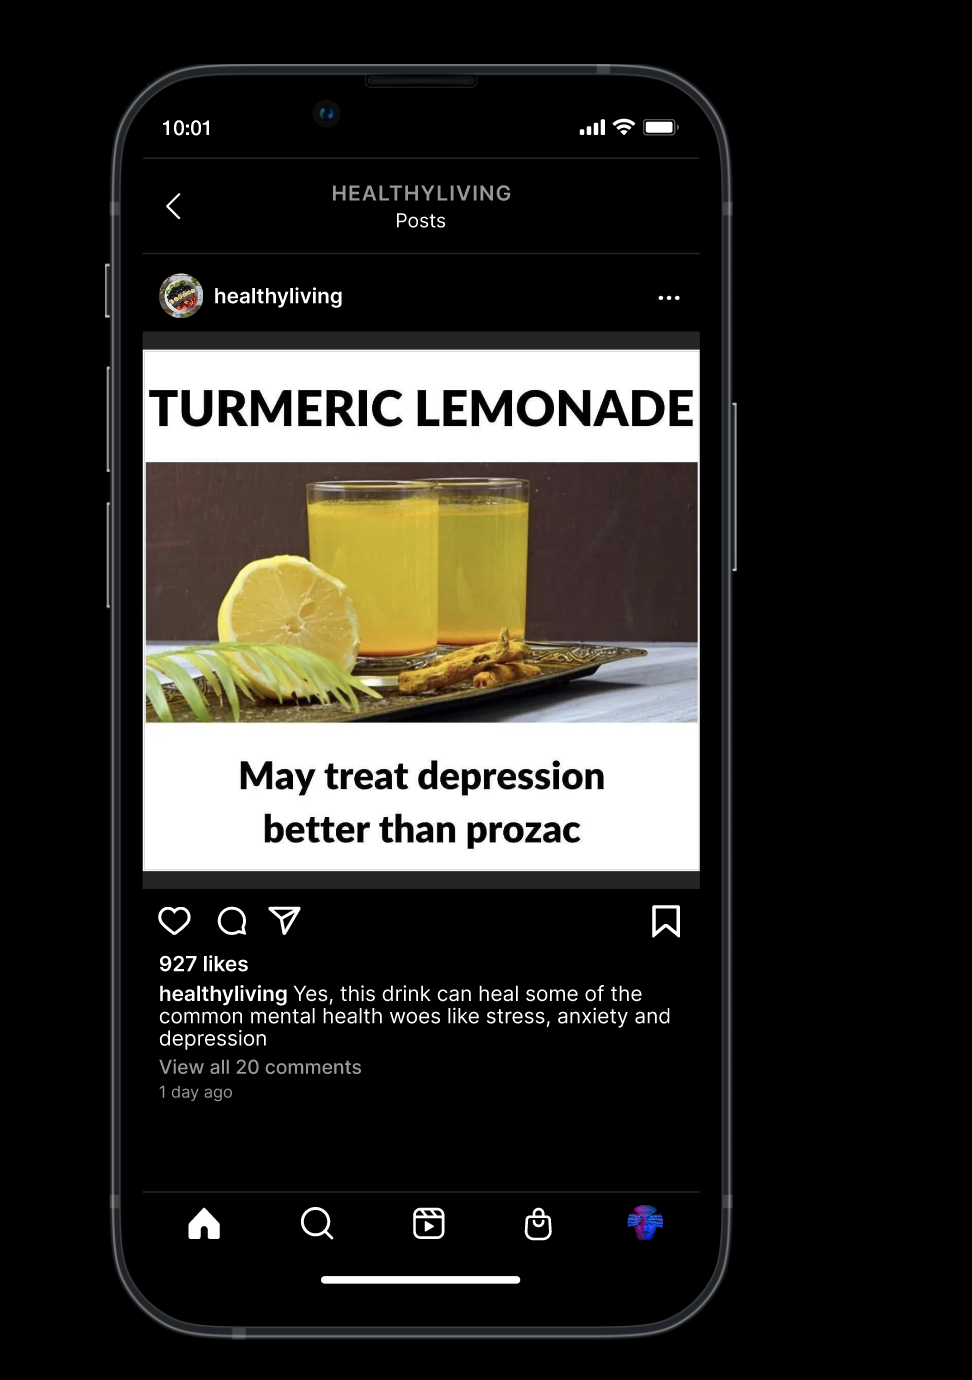 10:01
HEALTHYLIVING
Posts
healthyliving
TURMERIC LEMONADE
May treat depression
better than prozac
927 likes
healthyliving Yes, this drink can heal some of the
common mental health woes like stress, anxiety and
depression
View all 20 comments
1 day ago